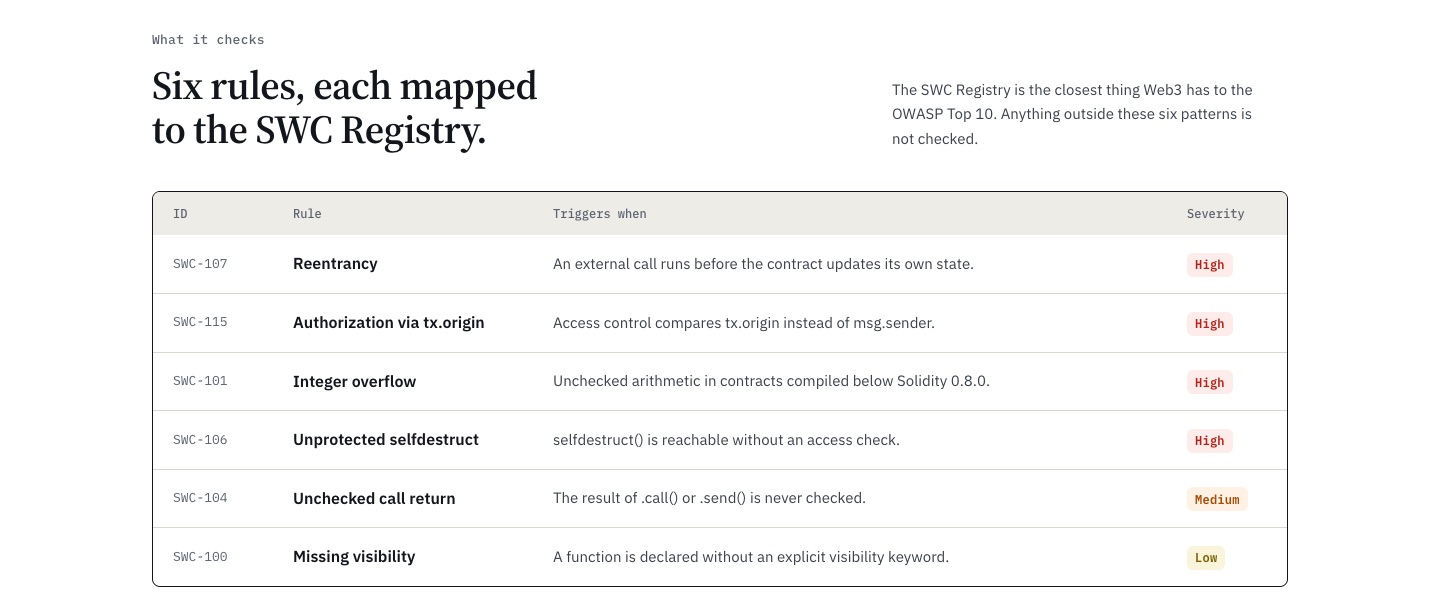 What it checks
Six rules, each mapped
to the SWC Registry.
The SWC Registry is the closest thing Web3 has to the
OWASP Top 10. Anything outside these six patterns is
not checked.
ID Rule Triggers when Severity
SWC-107 Reentrancy An external call runs before the contract updates its own state. High
SWC-115 Authorization via tx.origin Access control compares tx.origin instead of msg.sender. High
SWC-101 Integer overflow Unchecked arithmetic in contracts compiled below Solidity 0.8.0. High
SWC-106 Unprotected selfdestruct selfdestruct() is reachable without an access check. High
SWC-104 Unchecked call return The result of .call() or .send() is never checked. Medium
SWC-100 Missing visibility A function is declared without an explicit visibility keyword. Low